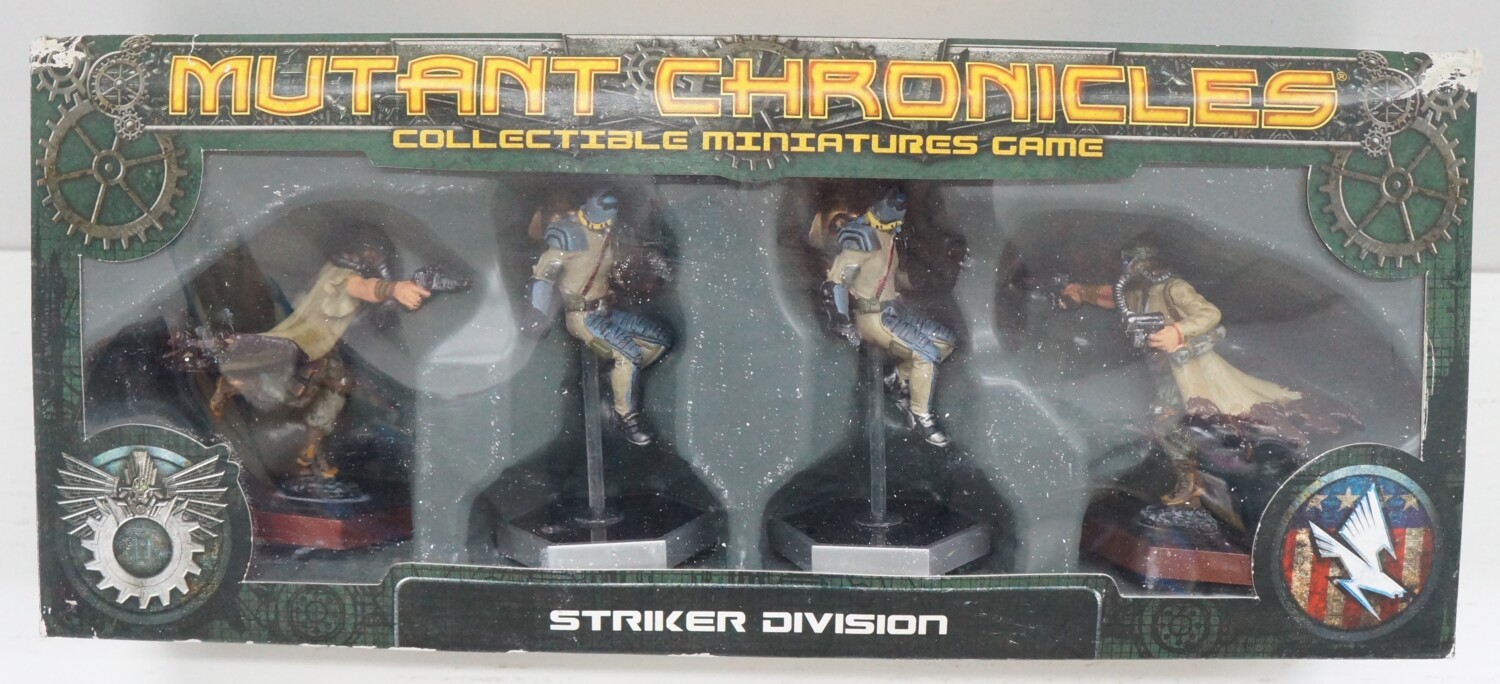 MUTANT CHRONICLES®
COLLECTIBLE MINIATURES GAME
STRIKER DIVISION